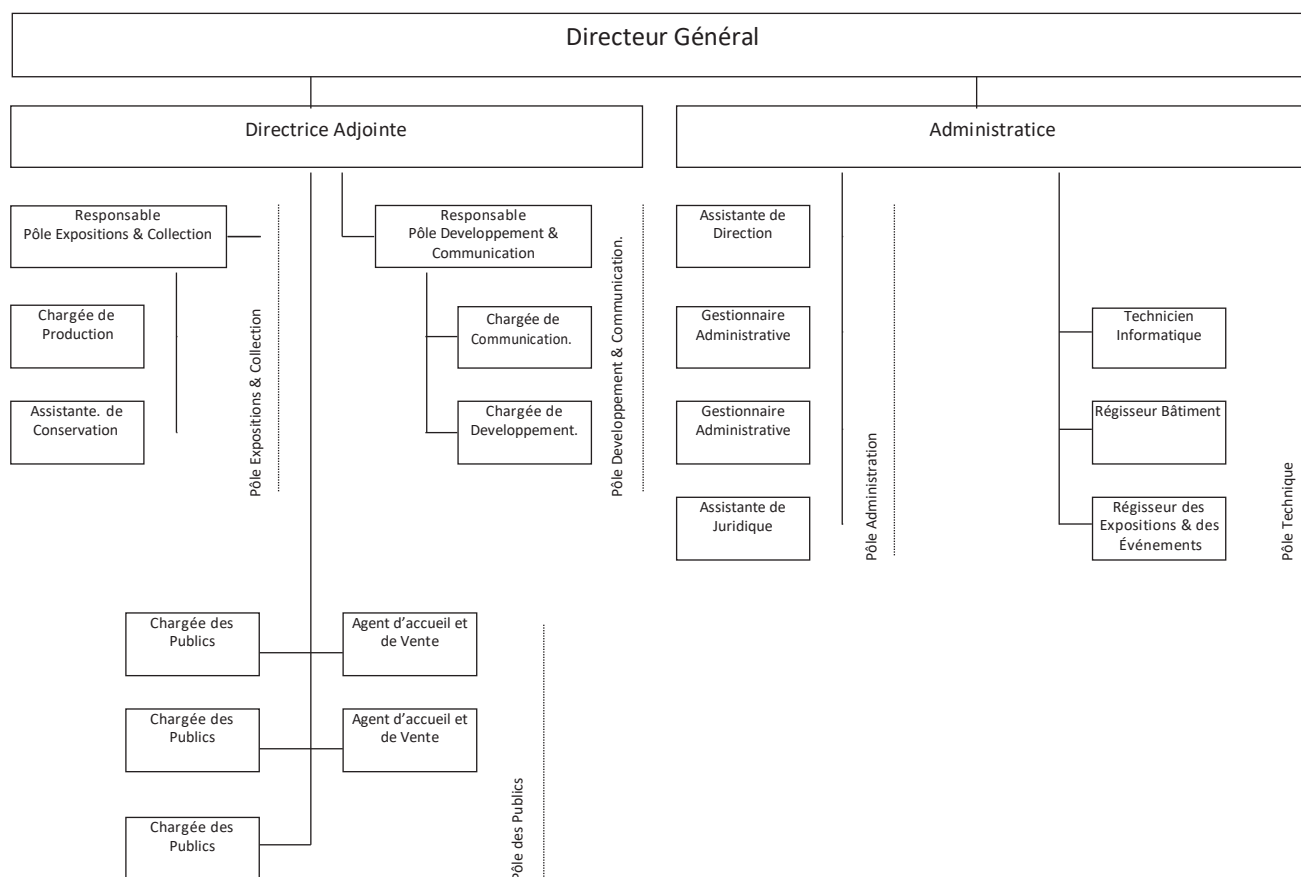 Directeur Général
Directrice Adjointe
Administratice
Responsable
Pôle Expositions & Collection
Chargée de
Production
Assistante. de
Conservation
Pôle Expositions & Collection
Responsable
Pôle Developpement &
Communication
Chargée de
Communication.
Chargée de
Developpement.
Pôle Developpement & Communication.
Assistante de
Direction
Gestionnaire
Administrative
Gestionnaire
Administrative
Assistante de
Juridique
Pôle Administration
Technicien
Informatique
Régisseur Bâtiment
Régisseur des
Expositions & des
Événements
Pôle Technique
Chargée des
Publics
Agent d’accueil et
de Vente
Chargée des
Publics
Agent d’accueil et
de Vente
Chargée des
Publics
Pôle des Publics